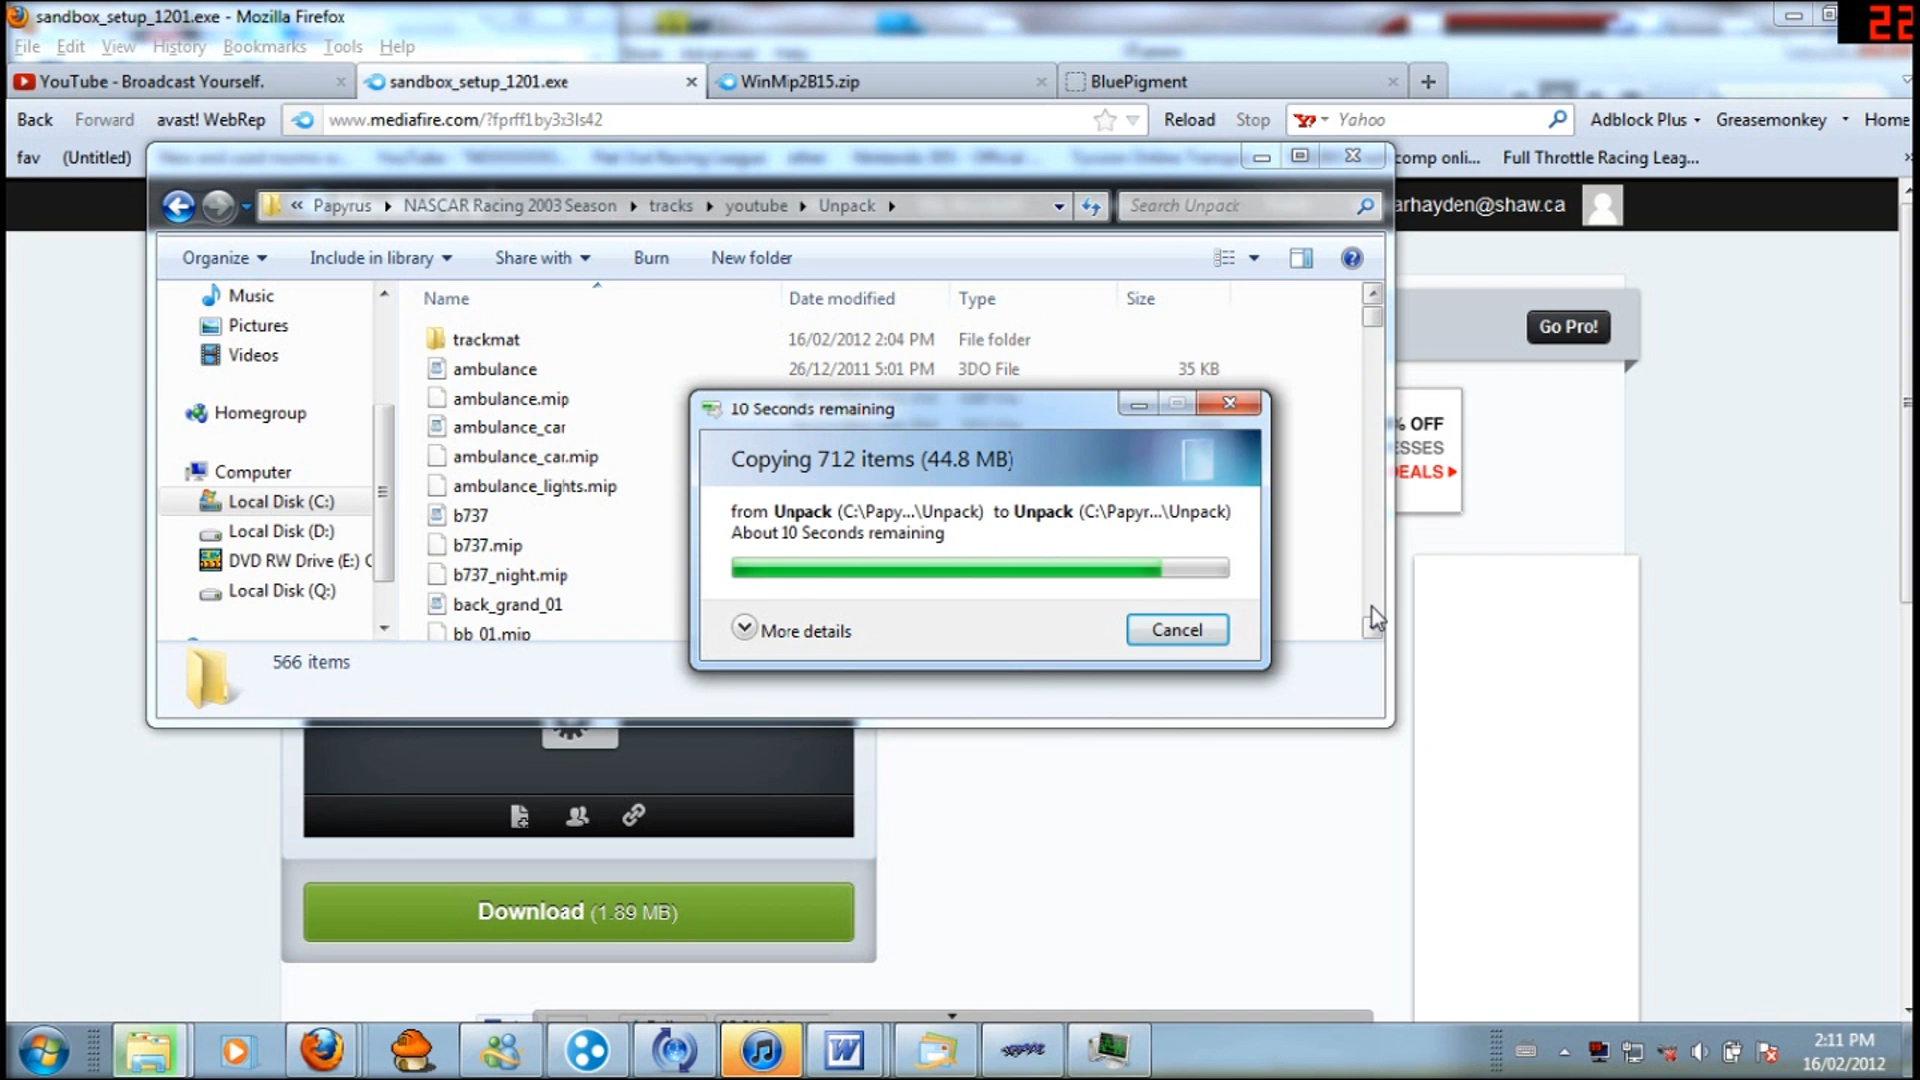 sandbox_setup_1201.exe - Mozilla Firefox
22
File Edit View History Bookmarks Tools Help
YouTube - Broadcast Yourself.
sandbox_setup_1201.exe
WinMip2B15.zip
BluePigment
Back Forward avast! WebRep www.mediafire.com/?fprff1by3x3ls42 Reload Stop Yahoo Adblock Plus Greasemonkey Home
fav (Untitled) comp onli... Full Throttle Racing Leag...
« Papyrus NASCAR Racing 2003 Season tracks youtube Unpack Search Unpack
arhayden@shaw.ca
Organize Include in library Share with Burn New folder
Music
Pictures
Videos
Homegroup
Computer
Local Disk (C:)
Local Disk (D:)
DVD RW Drive (E:) C
Local Disk (Q:)
Name Date modified Type Size
trackmat 16/02/2012 2:04 PM File folder
ambulance 26/12/2011 5:01 PM 3DO File 35 KB
ambulance.mip
ambulance_car
ambulance_car.mip
ambulance_lights.mip
b737
b737.mip
b737_night.mip
back_grand_01
bb_01.mip
566 items
10 Seconds remaining
Copying 712 items (44.8 MB)
from Unpack (C:\Papy...\Unpack) to Unpack (C:\Papyr...\Unpack)
About 10 Seconds remaining
More details
Cancel
Go Pro!
% OFF
ESSES
DEALS
Download (1.89 MB)
2:11 PM
16/02/2012